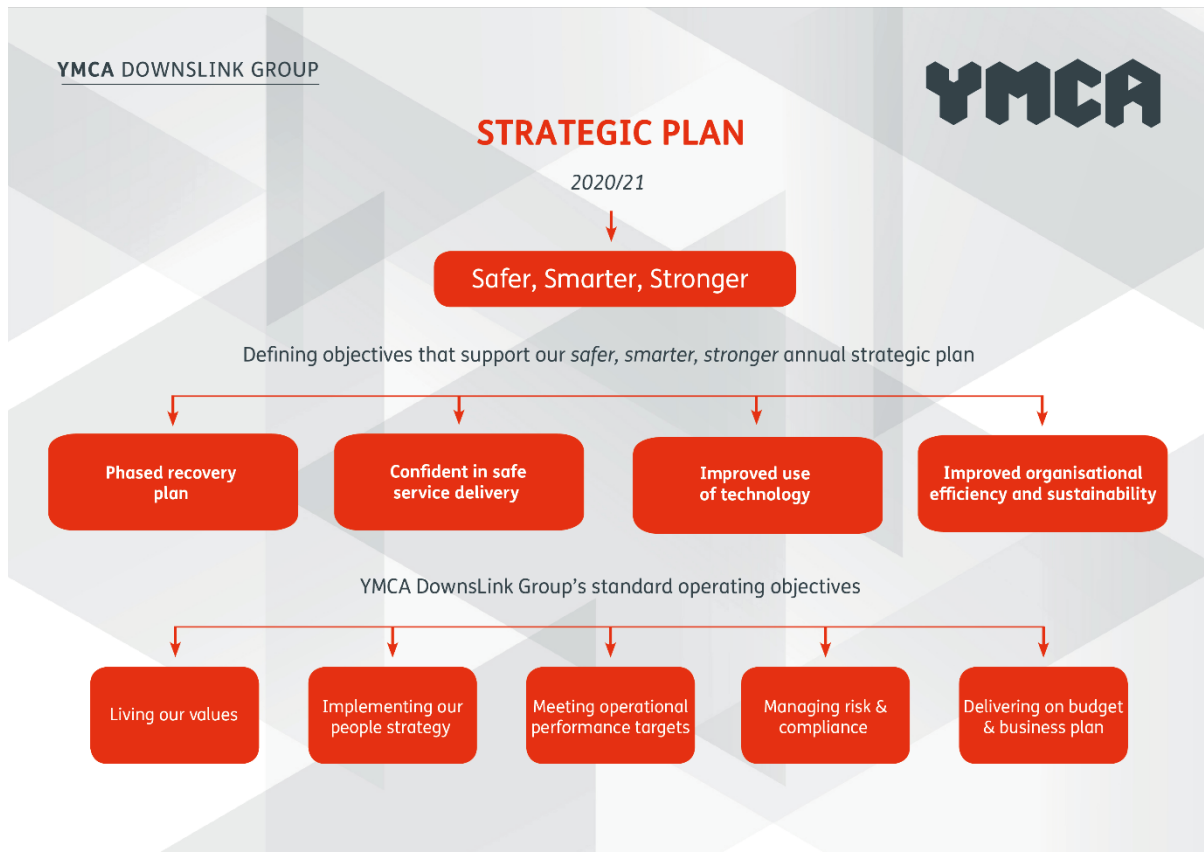 YMCA DOWNSLINK GROUP
YMCA
STRATEGIC PLAN
2020/21
Safer, Smarter, Stronger
Defining objectives that support our safer, smarter, stronger annual strategic plan
Phased recovery
plan
Confident in safe
service delivery
Improved use
of technology
Improved organisational
efficiency and sustainability
YMCA DownsLink Group’s standard operating objectives
Living our values
Implementing our
people strategy
Meeting operational
performance targets
Managing risk &
compliance
Delivering on budget
& business plan